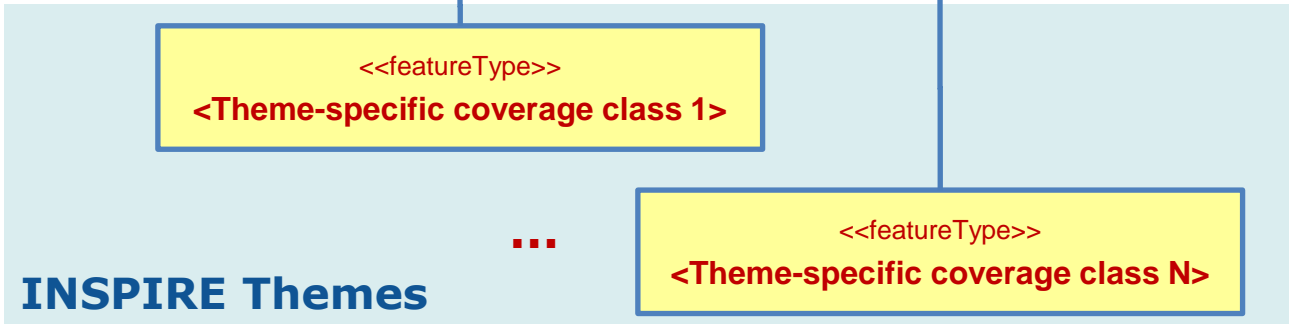 <<featureType>>
<Theme-specific coverage class 1>
...
<<featureType>>
<Theme-specific coverage class N>
INSPIRE Themes